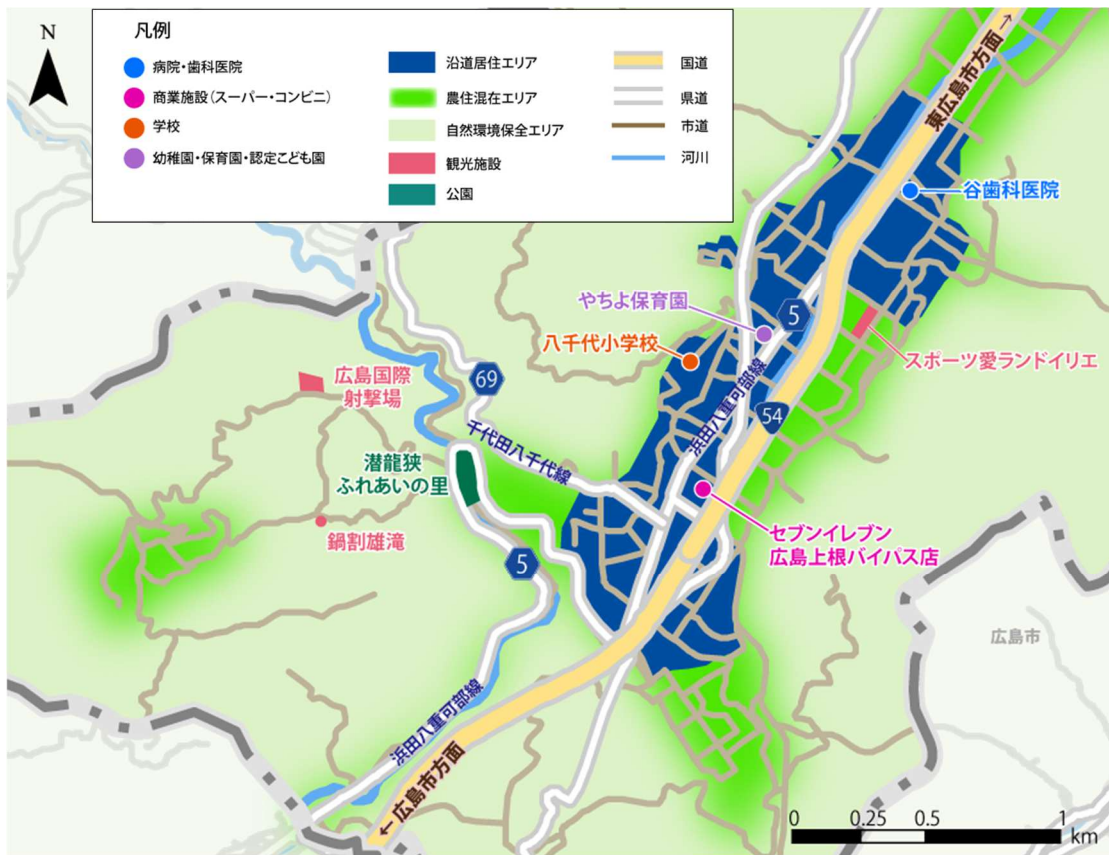 N
凡例
病院・歯科医院
商業施設(スーパー・コンビニ)
学校
幼稚園・保育園・認定こども園
沿道居住エリア
農住混在エリア
自然環境保全エリア
観光施設
公園
国道
県道
市道
河川
東広島市方面→
谷歯科医院
やちよ保育園
5
八千代小学校
スポーツ愛ランドイリエ
広島国際
射撃場
69
浜田八重可部線
54
千代田八千代線
潜龍狭
ふれあいの里
鍋割雄滝
セブンイレブン
広島上根バイパス店
5
広島市
浜田八重可部線
←広島市方面
0 0.25 0.5 1
km